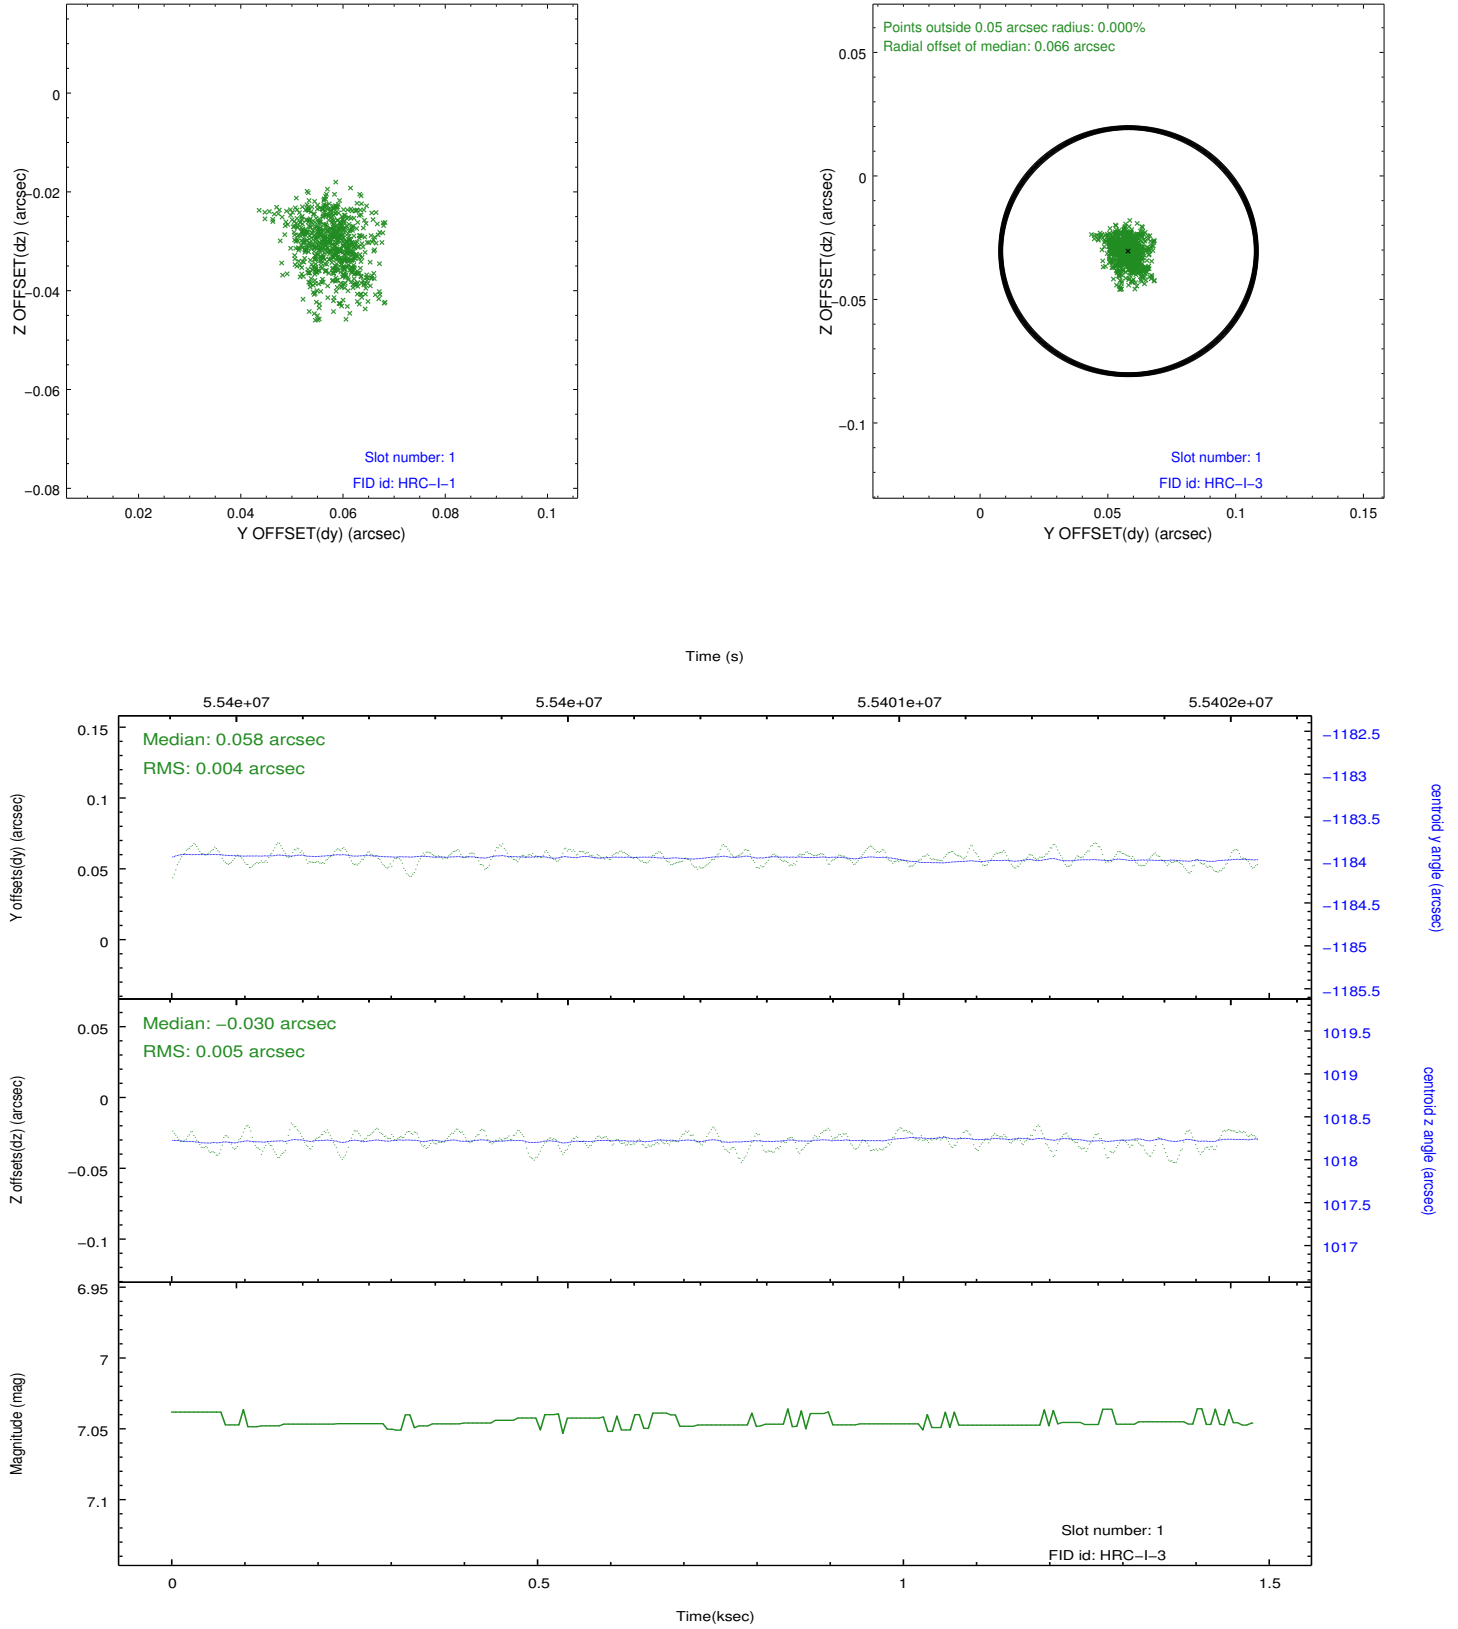 0
−0.02
−0.04
−0.06
−0.08
Z OFFSET(dz) (arcsec)
Slot number: 1
FID id: HRC−I−1
0.02
0.04
0.06
0.08
0.1
Y OFFSET(dy) (arcsec)
Points outside 0.05 arcsec radius: 0.000%
Radial offset of median: 0.066 arcsec
0.05
0
−0.05
−0.1
Z OFFSET(dz) (arcsec)
Slot number: 1
FID id: HRC−I−3
0
0.05
0.1
0.15
Y OFFSET(dy) (arcsec)
Time (s)
5.54e+07
5.54e+07
5.5401e+07
5.5402e+07
Median: 0.058 arcsec
RMS: 0.004 arcsec
0.15
0.1
0.05
0
Y offsets(dy) (arcsec)
−1182.5
−1183
−1183.5
−1184
−1184.5
−1185
−1185.5
centroid y angle (arcsec)
Median: −0.030 arcsec
RMS: 0.005 arcsec
0.05
0
−0.05
−0.1
Z offsets(dz) (arcsec)
1019.5
1019
1018.5
1018
1017.5
1017
centroid z angle (arcsec)
6.95
7
7.05
7.1
Magnitude (mag)
Slot number: 1
FID id: HRC−I−3
0
0.5
1
1.5
Time(ksec)